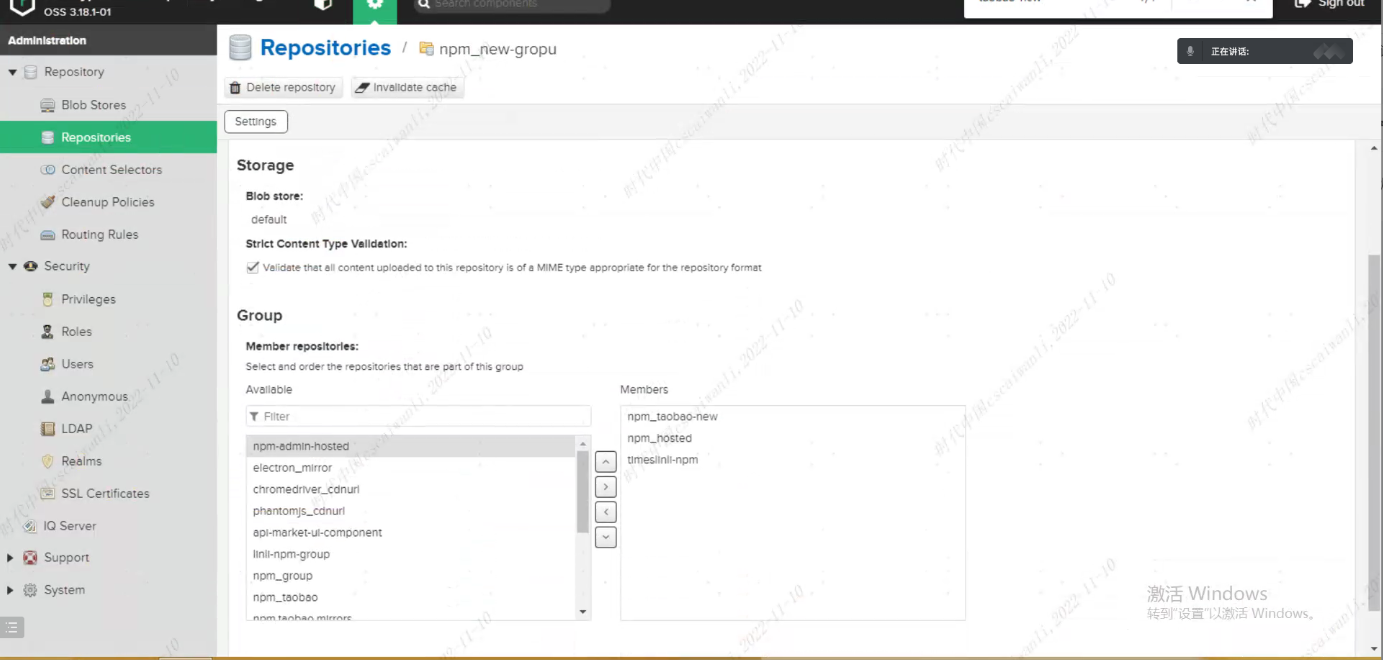 OSS 3.18.1-01
Search components
Sign out
Administration
Repositories / npm_new-gropu
正在讲话:
Repository
Delete repository
Invalidate cache
Blob Stores
Settings
Repositories
Storage
Content Selectors
Blob store:
Cleanup Policies
default
Routing Rules
Strict Content Type Validation:
Security
Validate that all content uploaded to this repository is of a MIME type appropriate for the repository format
Privileges
Group
Roles
Member repositories:
Users
Select and order the repositories that are part of this group
Anonymous
Available
Members
LDAP
Filter
npm_taobao-new
Realms
npm-admin-hosted
npm_hosted
electron_mirror
timeslinli-npm
SSL Certificates
chromedriver_cdnurl
phantomjs_cdnurl
IQ Server
api-market-ui-component
Support
linli-npm-group
npm_group
System
npm_taobao
npm.taobao.mirrors
激活 Windows
转到“设置”以激活 Windows。
2022-11-10